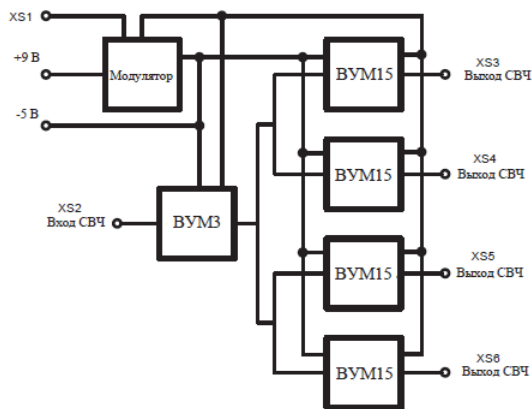 XS1
+9 В
Модулятор
-5 В
XS2
Вход СВЧ
ВУМ3
ВУМ15
XS3
Выход СВЧ
ВУМ15
XS4
Выход СВЧ
ВУМ15
XS5
Выход СВЧ
ВУМ15
XS6
Выход СВЧ